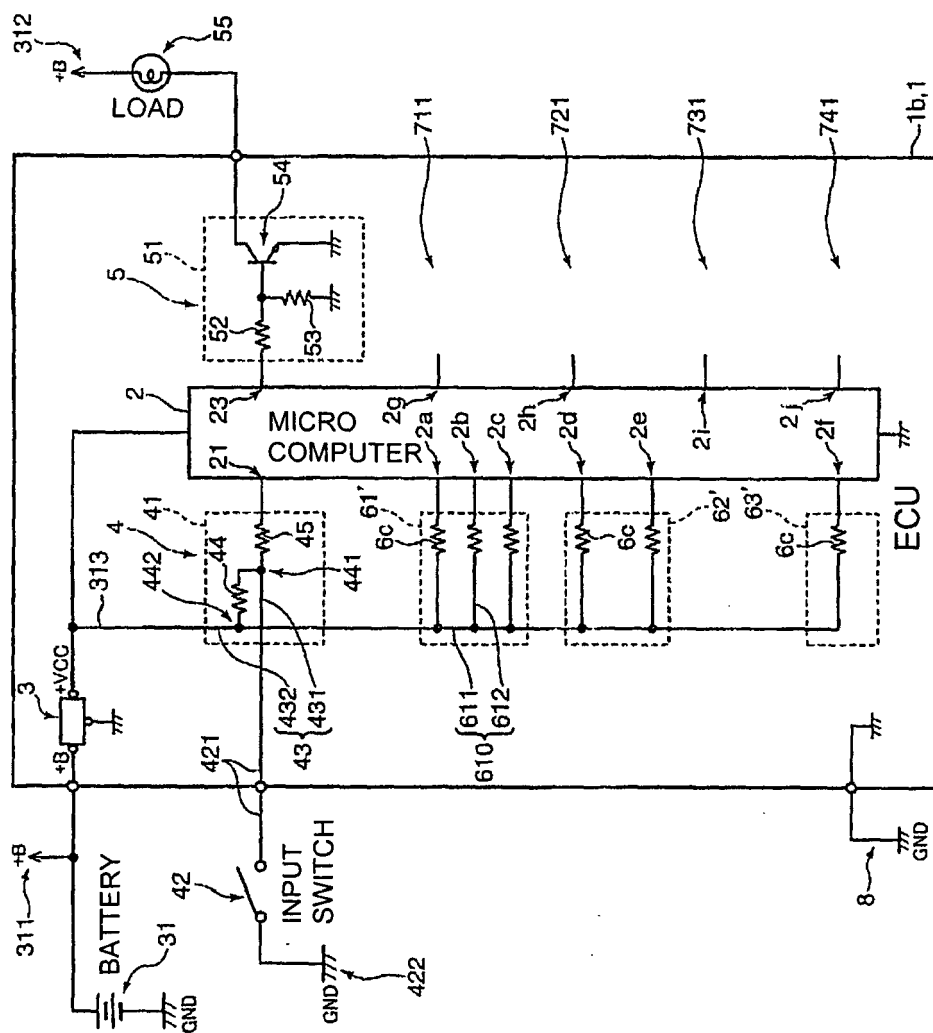 312
+B
55
LOAD
711
721
731
741
1b,1
54
51
5
52
53
2
23
MICRO
COMPUTER
21
2g
2a
2b
2c
2h
2d
2e
2i
2j
2f
ECU
313
442
4
41
44
45
441
61'
6c
6c
62'
63'
6c
3
+VCC
+B
432
431
43
421
611
612
610
311
+B
BATTERY
31
GND
42
INPUT
SWITCH
GND
422
8
GND